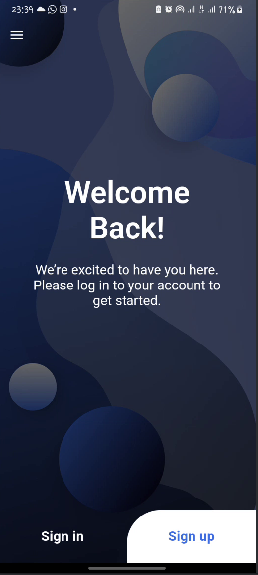 23:39 71%
Welcome
Back!
We're excited to have you here.
Please log in to your account to
get started.
Sign in Sign up